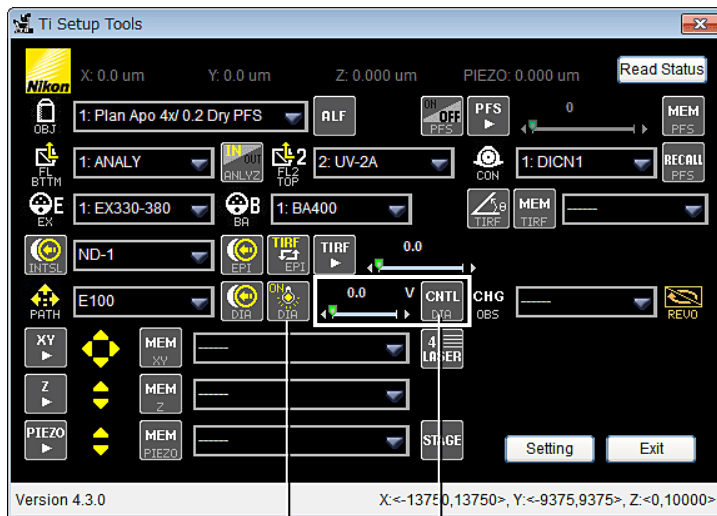 Ti Setup Tools
Nikon X: 0.0 um Y: 0.0 um Z: 0.000 um PIEZO: 0.000 um Read Status
OBJ 1: Plan Apo 4x/ 0.2 Dry PFS ALF ON OFF PFS PFS 0 MEM PFS
FL BTTM 1: ANALY IN OUT ANLYZ 2 FL2 TOP 2: UV-2A CON 1: DICN1 RECALL PFS
E EX 1: EX330-380 B BA 1: BA400 θ TIRF MEM TIRF -----
INTSL ND-1 EPI TIRF EPI TIRF 0.0
PATH E100 DIA ON DIA 0.0 V CNTL DIA CHG OBS ----- REVO
XY MEM XY ----- 4 LASER
Z MEM Z -----
PIEZO MEM PIEZO ----- STAGE Setting Exit
Version 4.3.0 X:<-13750,13750>, Y:<-9375,9375>, Z:<0,10000>